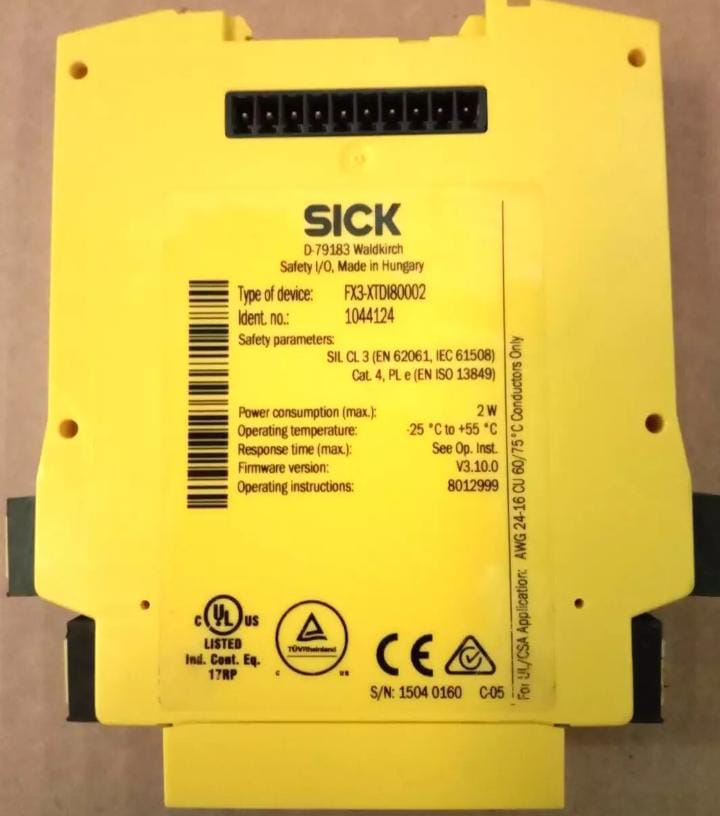 SICK
D-79183 Waldkirch
Safety I/O, Made in Hungary
Type of device: FX3-XTDI80002
Ident. no.: 1044124
Safety parameters:
SIL CL 3 (EN 62061, IEC 61508)
Cat. 4, PL e (EN ISO 13849)
Power consumption (max.): 2 W
Operating temperature: -25 °C to +55 °C
Response time (max.): See Op. Inst.
Firmware version: V3.10.0
Operating instructions: 8012999
For UL/CSA Application: AWG 24-16 CU 60/75°C Conductors Only
C UL US
LISTED
Ind. Cont. Eq.
17RP
TÜVRheinland
C US
CE
S/N: 1504 0160 C-05